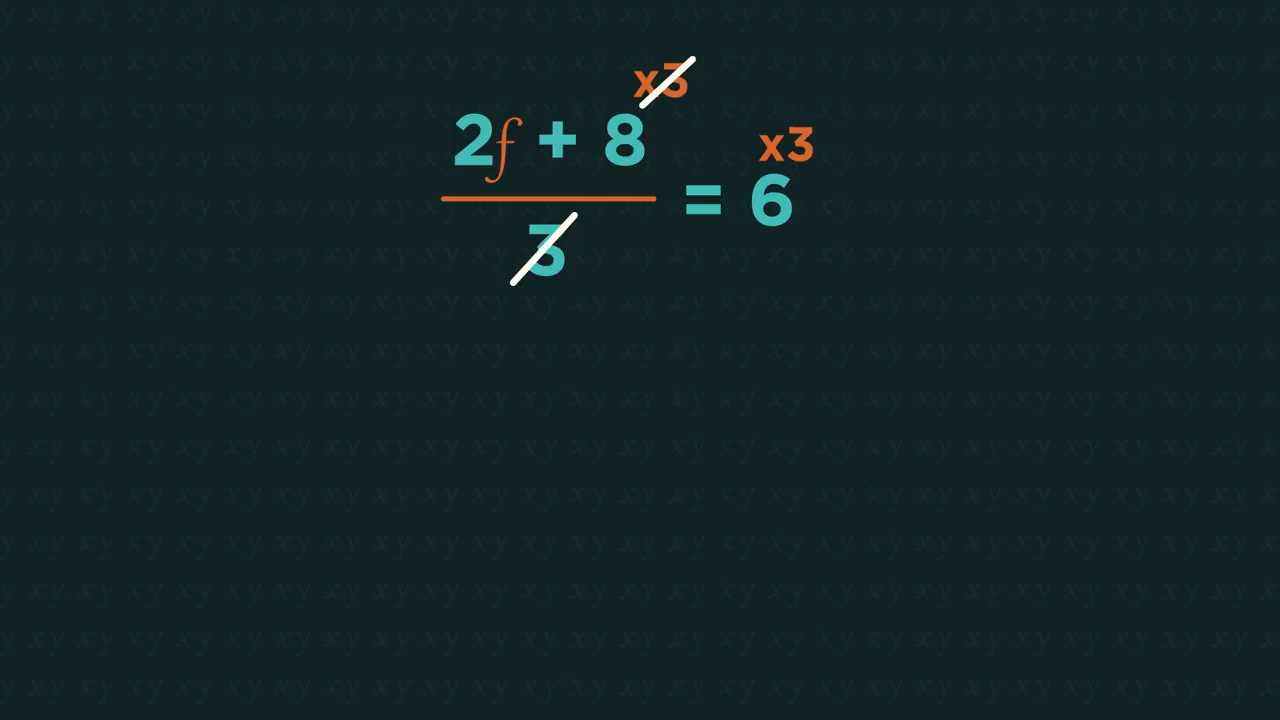 x3
2f + 8
x3
= 6
3